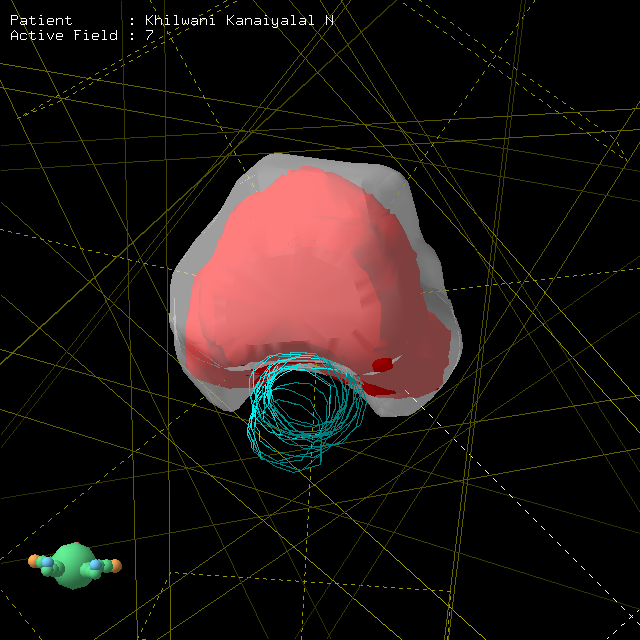 Patient      : Khilwani Kanaiyalal N
Active Field : 7